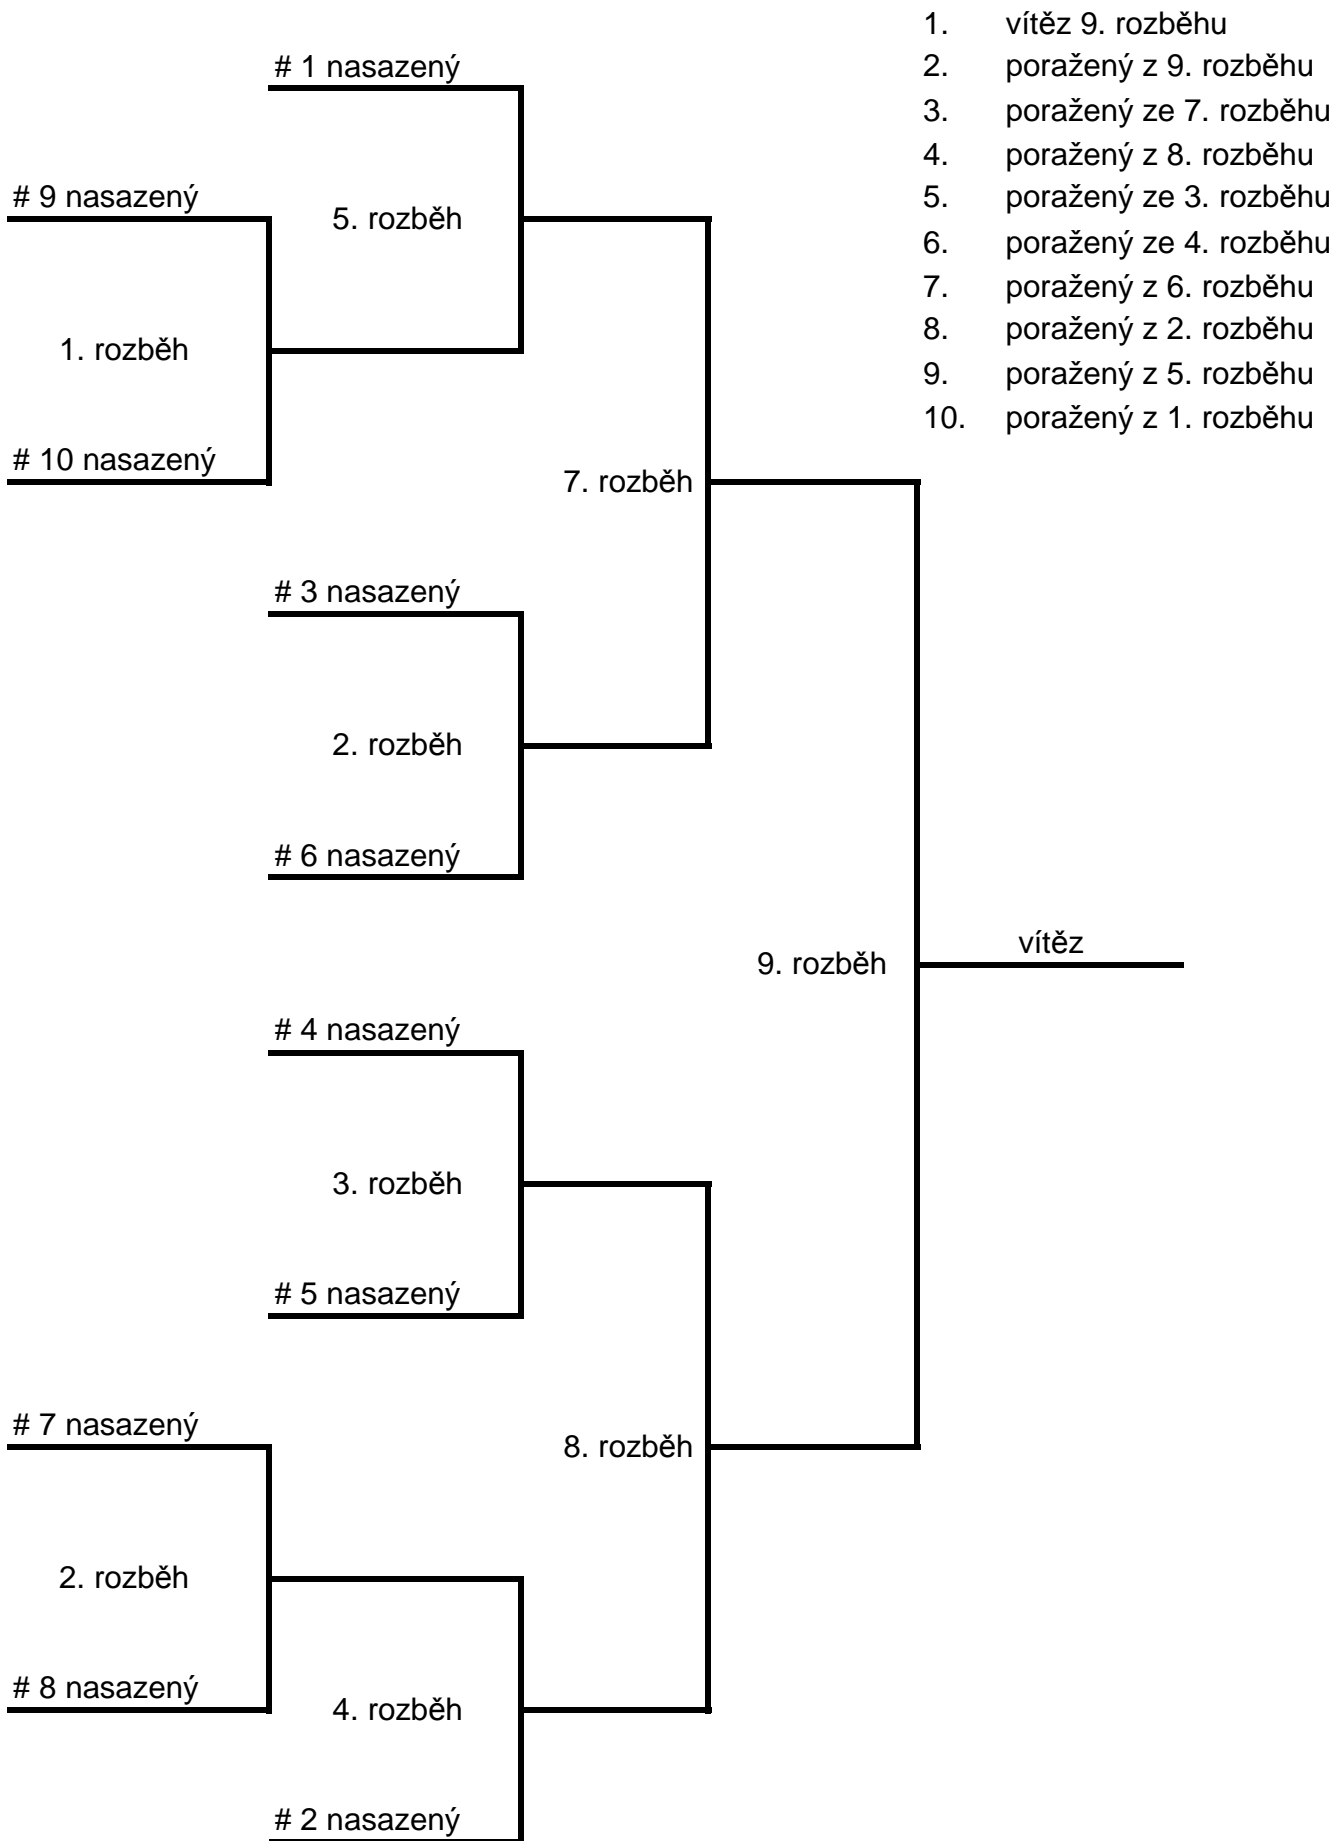 1. vítěz 9. rozběhu
# 1 nasazený
2. poražený z 9. rozběhu
3. poražený ze 7. rozběhu
4. poražený z 8. rozběhu
# 9 nasazený
5. rozběh
5. poražený ze 3. rozběhu
6. poražený ze 4. rozběhu
7. poražený z 6. rozběhu
1. rozběh
8. poražený z 2. rozběhu
9. poražený z 5. rozběhu
10. poražený z 1. rozběhu
# 10 nasazený
7. rozběh
# 3 nasazený
2. rozběh
# 6 nasazený
vítěz
9. rozběh
# 4 nasazený
3. rozběh
# 5 nasazený
# 7 nasazený
8. rozběh
2. rozběh
# 8 nasazený
4. rozběh
# 2 nasazený